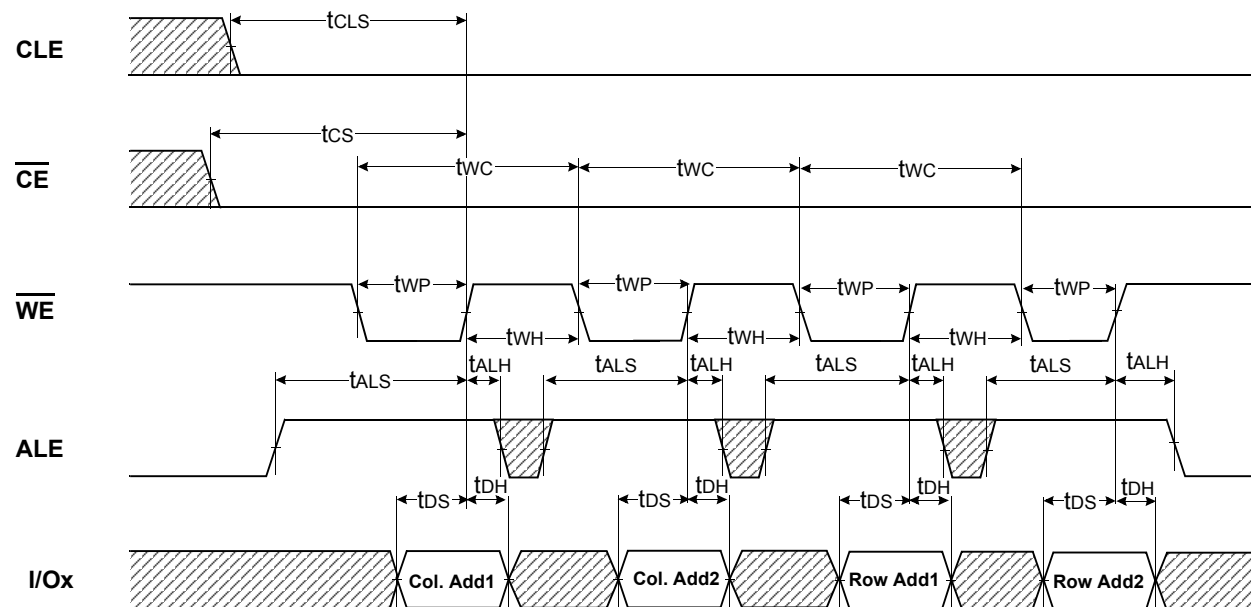 CLE
tCLS
CE
tCS
tWC
tWC
tWC
WE
tWP
tWP
tWP
tWP
tWH
tWH
tWH
ALE
tALS
tALH
tALS
tALH
tALS
tALH
tALS
tALH
tDS
tDH
tDS
tDH
tDS
tDH
tDS
tDH
I/Ox
Col. Add1
Col. Add2
Row Add1
Row Add2